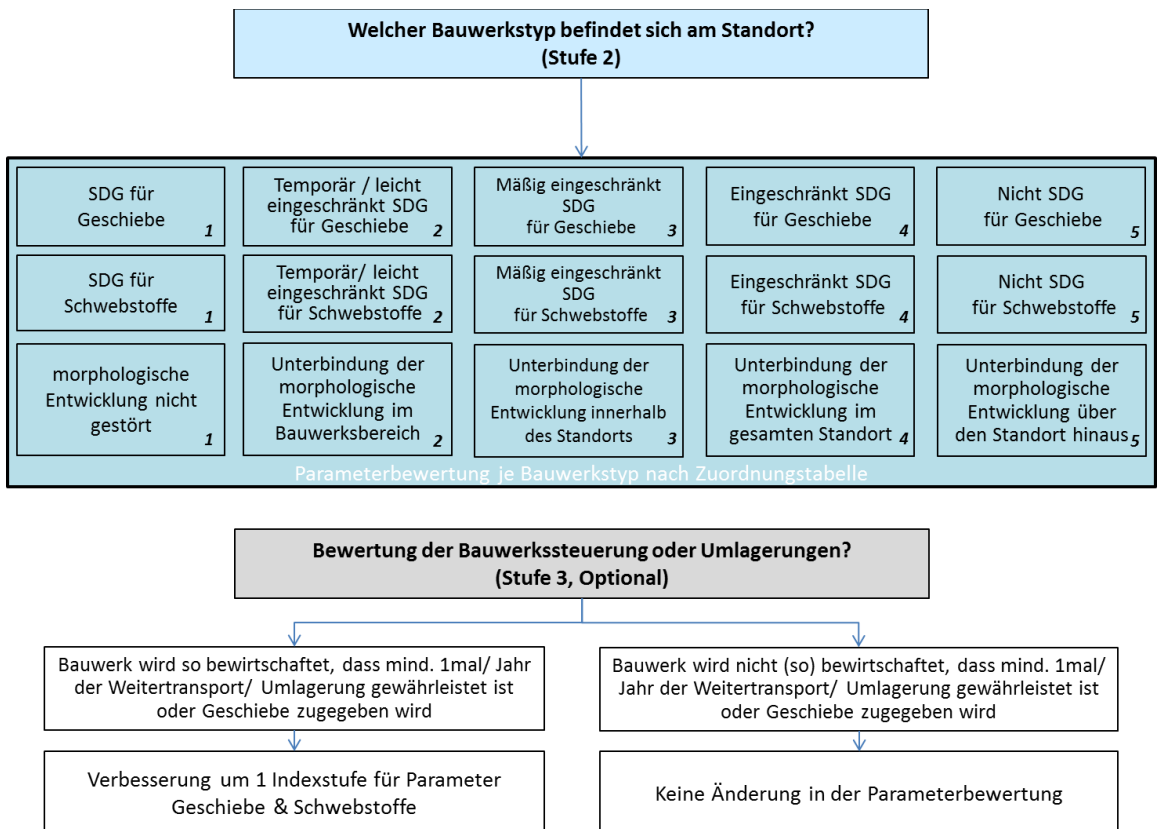 Welcher Bauwerkstyp befindet sich am Standort?
(Stufe 2)
SDG für
Geschiebe
1
Temporär / leicht
eingeschränkt SDG
für Geschiebe
2
Mäßig eingeschränkt
SDG
für Geschiebe
3
Eingeschränkt SDG
für Geschiebe
4
Nicht SDG
für Geschiebe
5
SDG für
Schwebstoffe
1
Temporär/ leicht
eingeschränkt SDG
für Schwebstoffe
2
Mäßig eingeschränkt
SDG
für Schwebstoffe
3
Eingeschränkt SDG
für Schwebstoffe
4
Nicht SDG
für Schwebstoffe
5
morphologische
Entwicklung nicht
gestört
1
Unterbindung der
morphologische
Entwicklung im
Bauwerksbereich
2
Unterbindung der
morphologische
Entwicklung innerhalb
des Standorts
3
Unterbindung der
morphologische
Entwicklung im
gesamten Standort
4
Unterbindung der
morphologische
Entwicklung über
den Standort hinaus
5
Parameterbewertung je Bauwerkstyp nach Zuordnungstabelle
Bewertung der Bauwerkssteuerung oder Umlagerungen?
(Stufe 3, Optional)
Bauwerk wird so bewirtschaftet, dass mind. 1mal/ Jahr
der Weitertransport/ Umlagerung gewährleistet ist
oder Geschiebe zugegeben wird
Bauwerk wird nicht (so) bewirtschaftet, dass mind. 1mal/
Jahr der Weitertransport/ Umlagerung gewährleistet ist
oder Geschiebe zugegeben wird
Verbesserung um 1 Indexstufe für Parameter
Geschiebe & Schwebstoffe
Keine Änderung in der Parameterbewertung